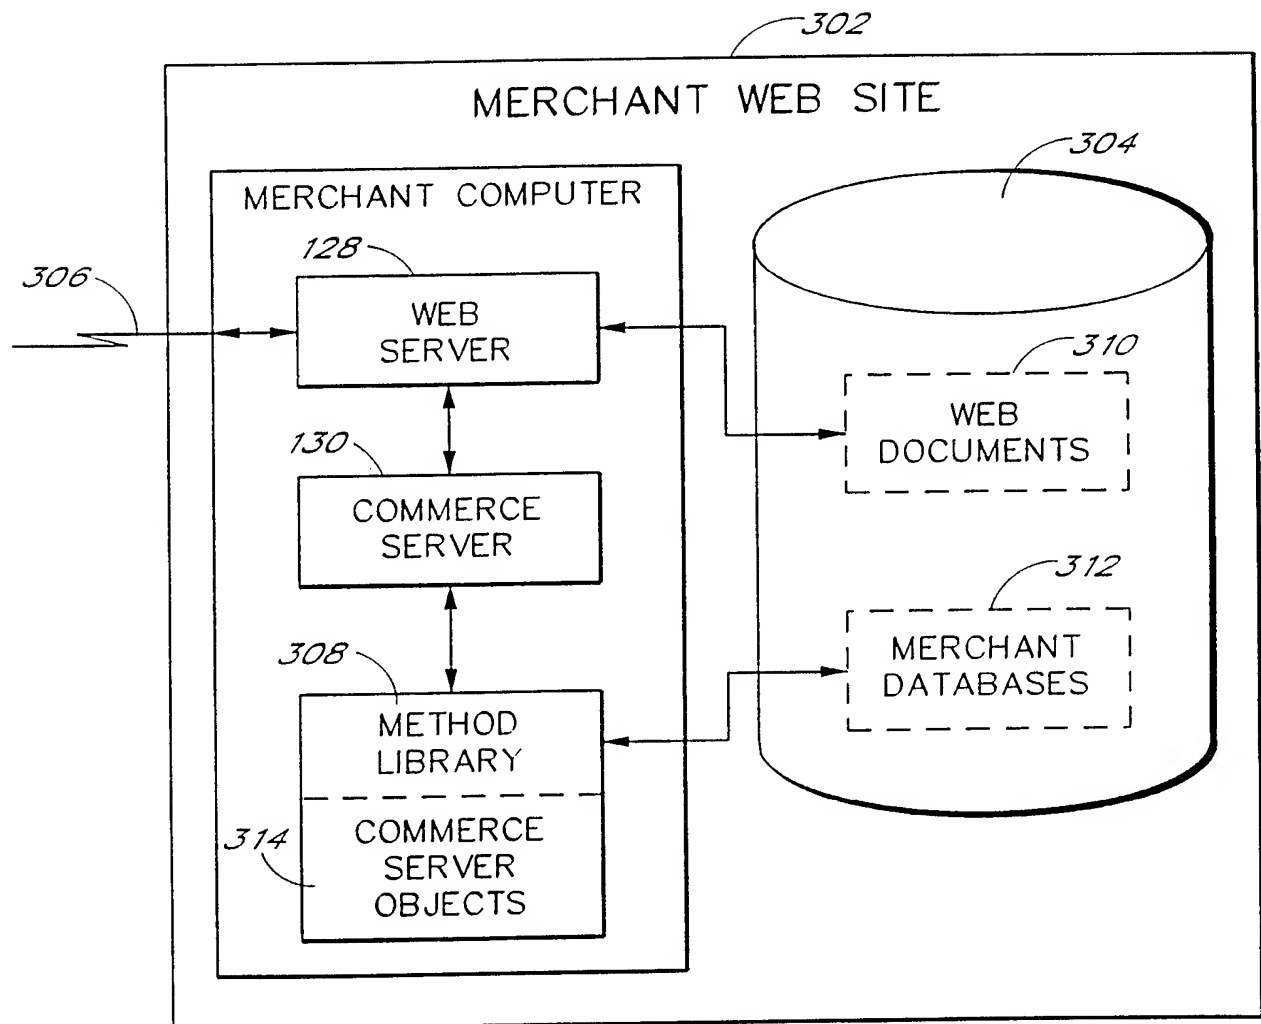 302
MERCHANT WEB SITE
304
MERCHANT COMPUTER
128
306
WEB
SERVER
310
WEB
DOCUMENTS
130
COMMERCE
SERVER
312
MERCHANT
DATABASES
308
METHOD
LIBRARY
314
COMMERCE
SERVER
OBJECTS